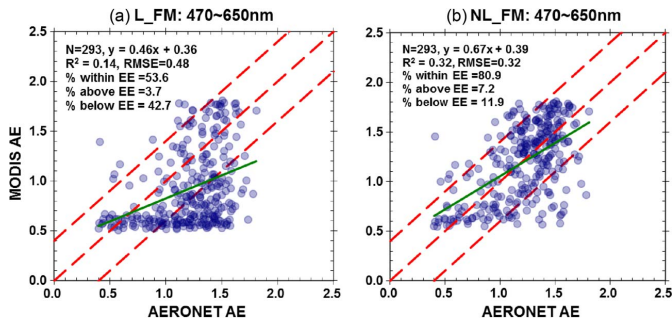 (a) L_FM: 470~650nm
N=293, y = 0.46x + 0.36
R² = 0.14, RMSE=0.48
% within EE=53.6
% above EE = 3.7
% below EE = 42.7
2.5
2.0
1.5
1.0
0.5
0.0
MODIS AE
0.0 0.5 1.0 1.5 2.0 2.5
AERONET AE
(b) NL_FM: 470~650nm
N=293, y = 0.67x + 0.39
R² = 0.32, RMSE=0.32
% within EE=80.9
% above EE = 7.2
% below EE = 11.9
2.5
2.0
1.5
1.0
0.5
0.0
0.0 0.5 1.0 1.5 2.0 2.5
AERONET AE